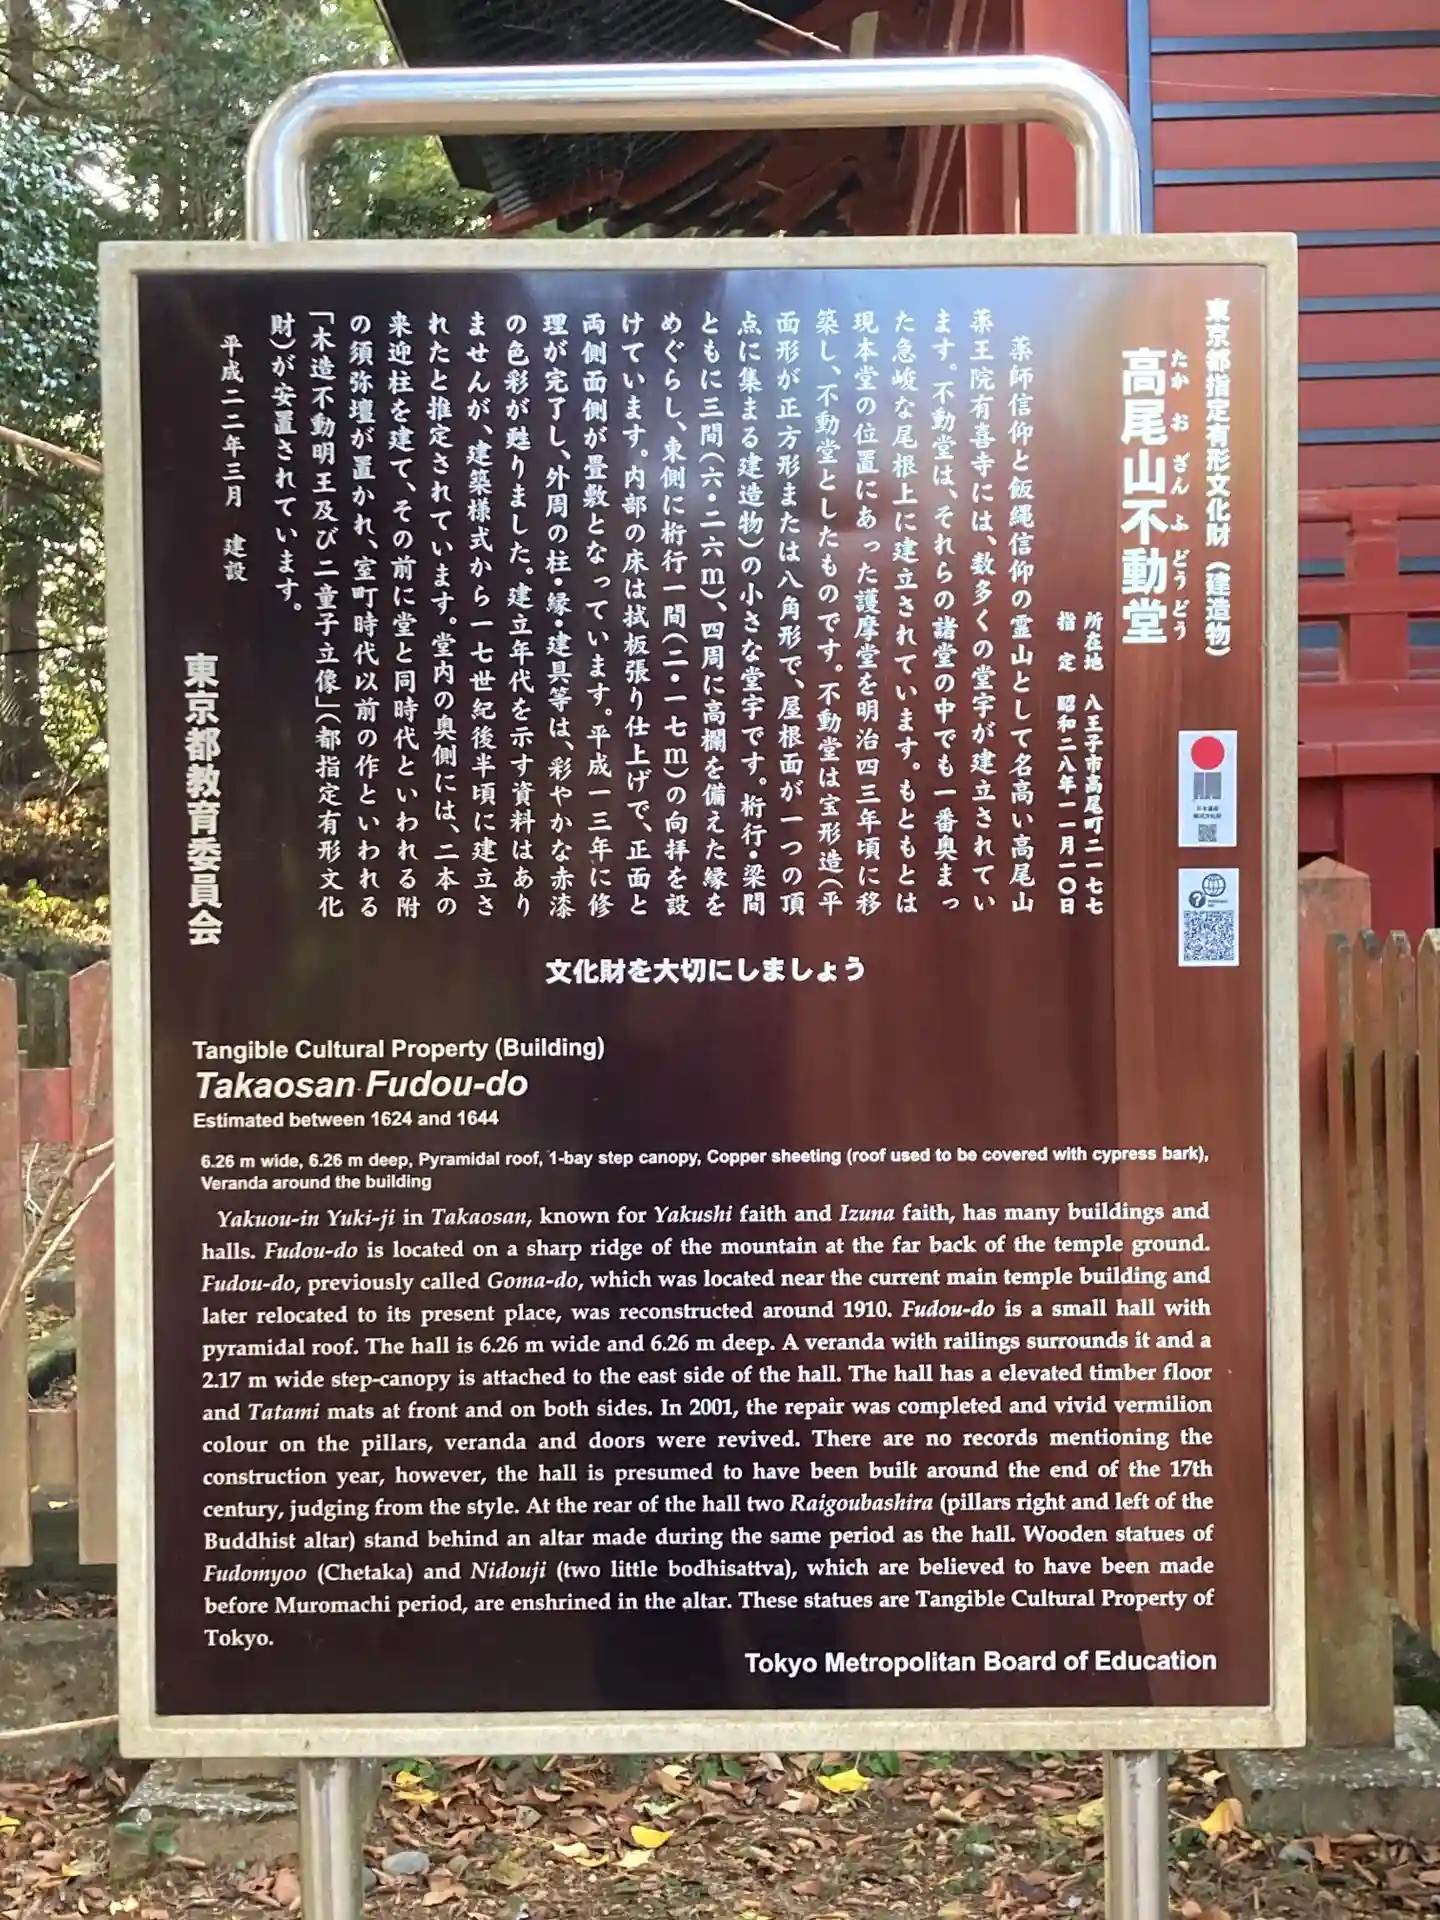 東京都指定有形文化財（建造物）
たか お ざん ふ どう どう
高尾山不動堂
所在地 八王子市高尾町二一七七
指 定 昭和二八年一一月一〇日
薬師信仰と飯縄信仰の霊山として名高い高尾山
薬王院有喜寺には、数多くの堂宇が建立されてい
ます。不動堂は、それらの諸堂の中でも一番奥まっ
た急峻な尾根上に建立されています。もともとは
現本堂の位置にあった護摩堂を明治四三年頃に移
築し、不動堂としたものです。不動堂は宝形造（平
面形が正方形または八角形で、屋根面が一つの頂
点に集まる建造物）の小さな堂宇です。桁行・梁間
ともに三間（六・二六ｍ）、四周に高欄を備えた縁を
めぐらし、東側に桁行一間（二・一七ｍ）の向拝を設
けています。内部の床は拭板張り仕上げで、正面と
両側面側が畳敷となっています。平成一三年に修
理が完了し、外周の柱・縁・建具等は、彩やかな赤漆
の色彩が甦りました。建立年代を示す資料はあり
ませんが、建築様式から一七世紀後半頃に建立さ
れたと推定されています。堂内の奥側には、二本の
来迎柱を建て、その前に堂と同時代といわれる附
の須弥壇が置かれ、室町時代以前の作といわれる
「木造不動明王及び二童子立像」（都指定有形文化
財）が安置されています。
平成二二年三月 建設
東京都教育委員会
文化財を大切にしましょう
Tangible Cultural Property (Building)
Takaosan Fudou-do
Estimated between 1624 and 1644
6.26 m wide, 6.26 m deep, Pyramidal roof, 1-bay step canopy, Copper sheeting (roof used to be covered with cypress bark),
Veranda around the building
Yakuou-in Yuki-ji in Takaosan, known for Yakushi faith and Izuna faith, has many buildings and
halls. Fudou-do is located on a sharp ridge of the mountain at the far back of the temple ground.
Fudou-do, previously called Goma-do, which was located near the current main temple building and
later relocated to its present place, was reconstructed around 1910. Fudou-do is a small hall with
pyramidal roof. The hall is 6.26 m wide and 6.26 m deep. A veranda with railings surrounds it and a
2.17 m wide step-canopy is attached to the east side of the hall. The hall has a elevated timber floor
and Tatami mats at front and on both sides. In 2001, the repair was completed and vivid vermilion
colour on the pillars, veranda and doors were revived. There are no records mentioning the
construction year, however, the hall is presumed to have been built around the end of the 17th
century, judging from the style. At the rear of the hall two Raigoubashira (pillars right and left of the
Buddhist altar) stand behind an altar made during the same period as the hall. Wooden statues of
Fudomyoo (Chetaka) and Nidouji (two little bodhisattva), which are believed to have been made
before Muromachi period, are enshrined in the altar. These statues are Tangible Cultural Property of
Tokyo.
Tokyo Metropolitan Board of Education